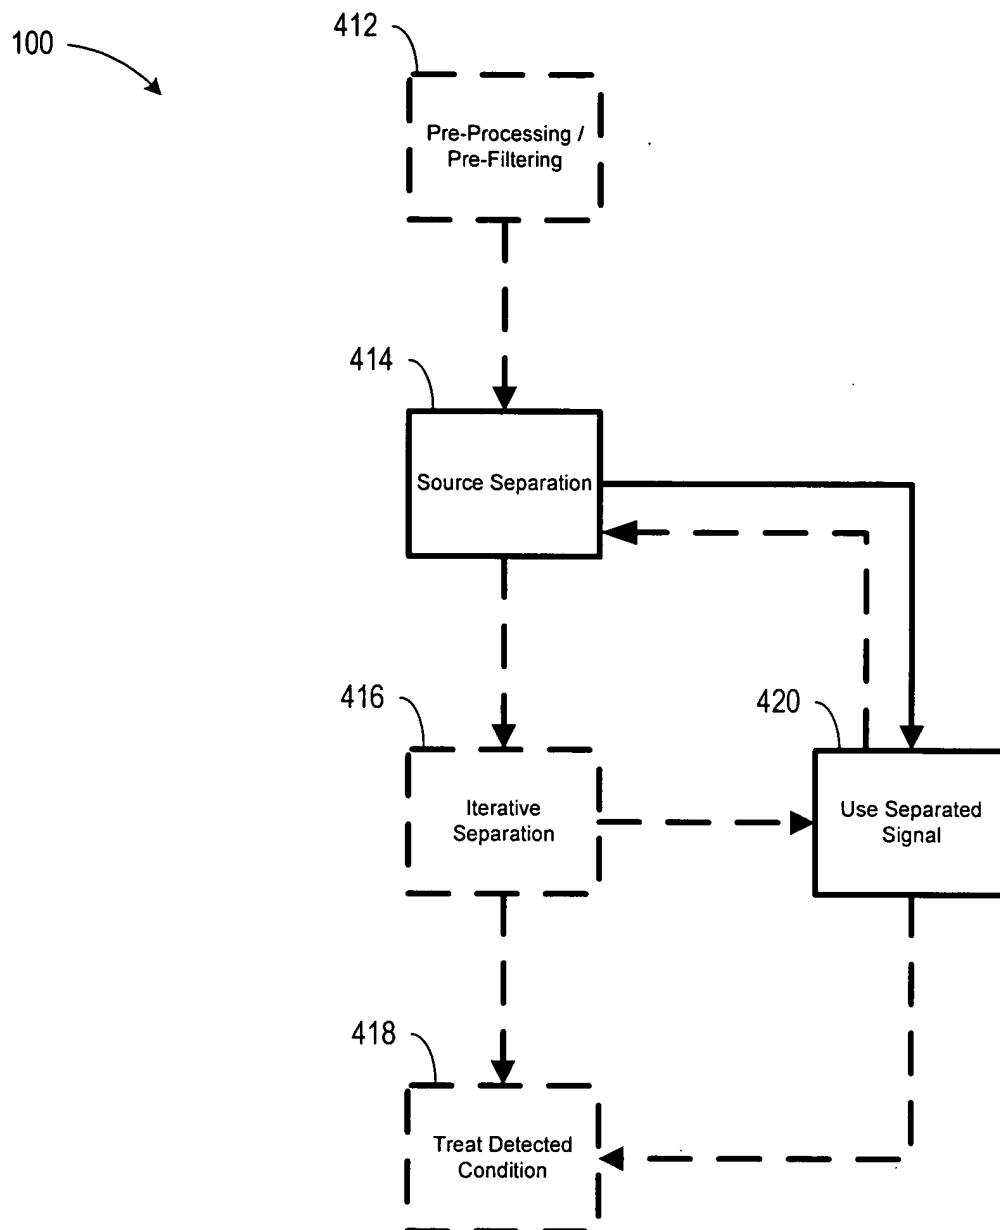 412
100
Pre-Processing /
Pre-Filtering
414
Source Separation
416
420
Iterative
Separation
Use Separated
Signal
418
Treat Detected
Condition